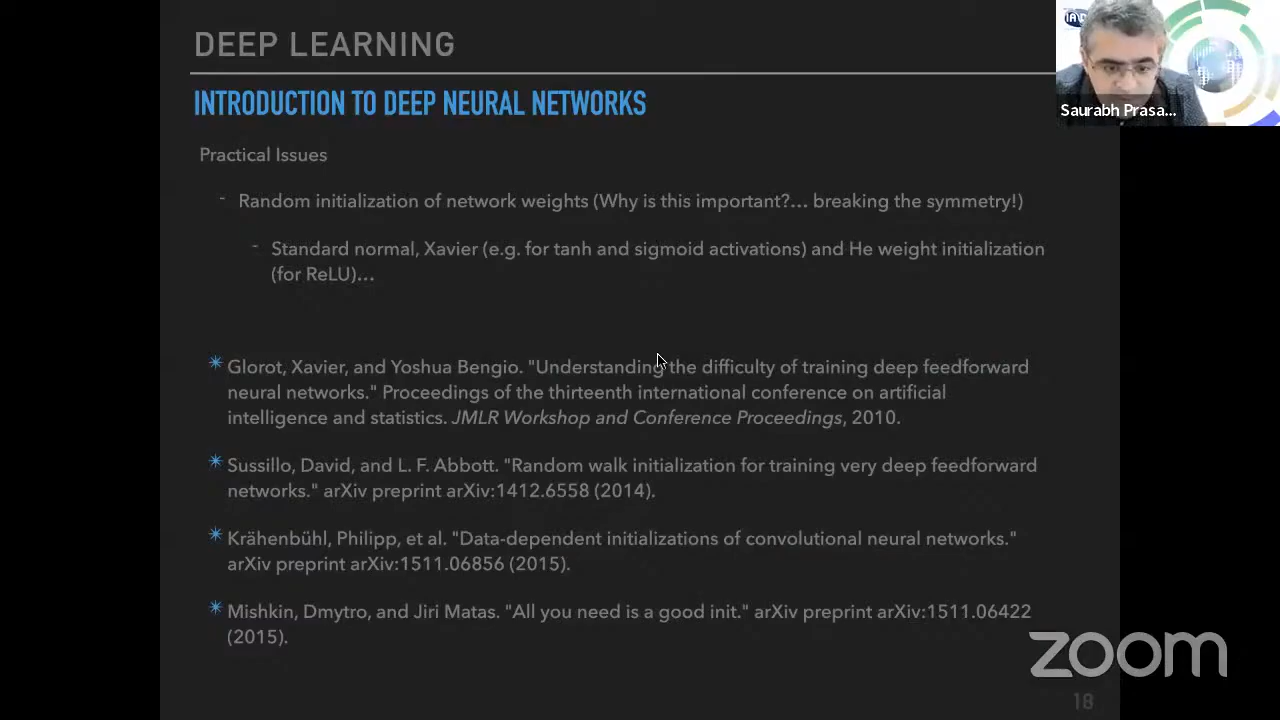 DEEP LEARNING
INTRODUCTION TO DEEP NEURAL NETWORKS
Practical Issues
- Random initialization of network weights (Why is this important?... breaking the symmetry!)
- Standard normal, Xavier (e.g. for tanh and sigmoid activations) and He weight initialization
(for ReLU)...
* Glorot, Xavier, and Yoshua Bengio. "Understanding the difficulty of training deep feedforward
neural networks." Proceedings of the thirteenth international conference on artificial
intelligence and statistics. JMLR Workshop and Conference Proceedings, 2010.
* Sussillo, David, and L. F. Abbott. "Random walk initialization for training very deep feedforward
networks." arXiv preprint arXiv:1412.6558 (2014).
* Krähenbühl, Philipp, et al. "Data-dependent initializations of convolutional neural networks."
arXiv preprint arXiv:1511.06856 (2015).
* Mishkin, Dmytro, and Jiri Matas. "All you need is a good init." arXiv preprint arXiv:1511.06422
(2015).
18
Saurabh Prasa...
zoom